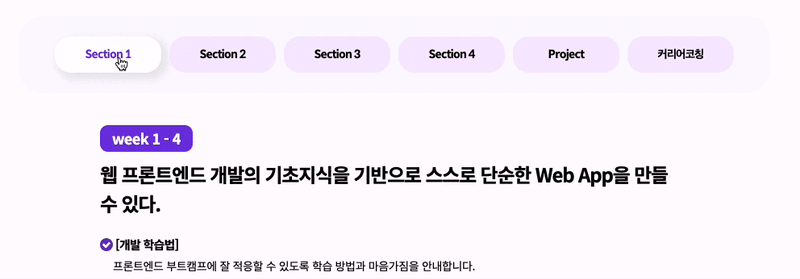 Section 1 Section 2 Section 3 Section 4 Project 커리어코칭
week 1 - 4
웹 프론트엔드 개발의 기초지식을 기반으로 스스로 단순한 Web App을 만들
수 있다.
[개발 학습법]
프론트엔드 부트캠프에 잘 적응할 수 있도록 학습 방법과 마음가짐을 안내합니다.